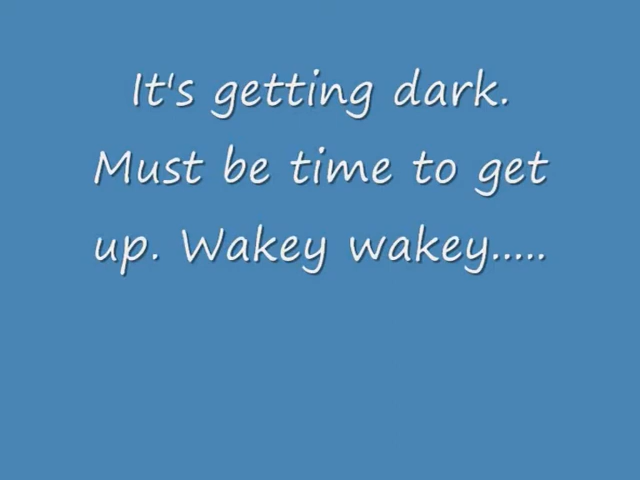 It's getting dark.
Must be time to get
up. Wakey wakey.....